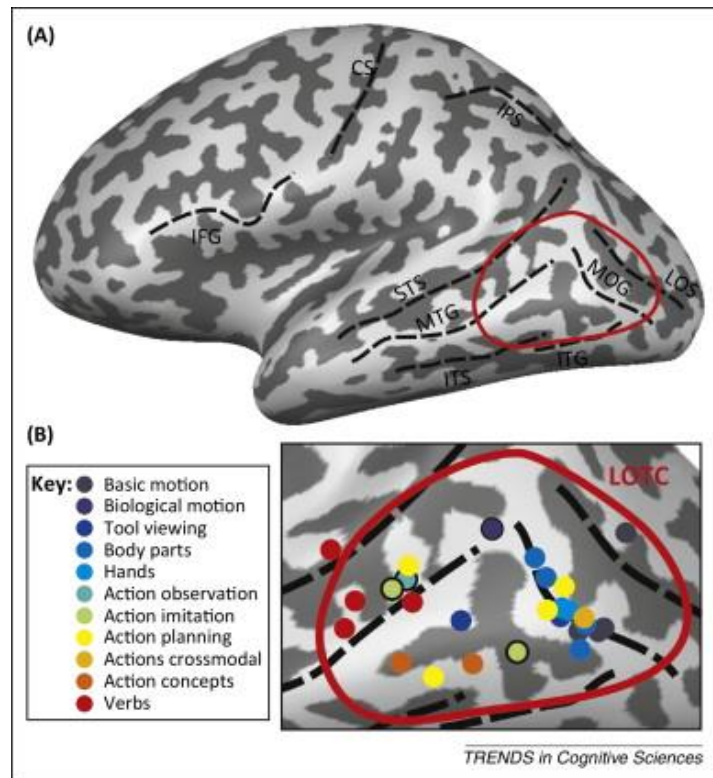 (A)
CS
IPS
IFG
STS
MTG
MOG
LOS
ITS
ITG
(B)
LOTC
Key:
Basic motion
Biological motion
Tool viewing
Body parts
Hands
Action observation
Action imitation
Action planning
Actions crossmodal
Action concepts
Verbs
TRENDS in Cognitive Sciences